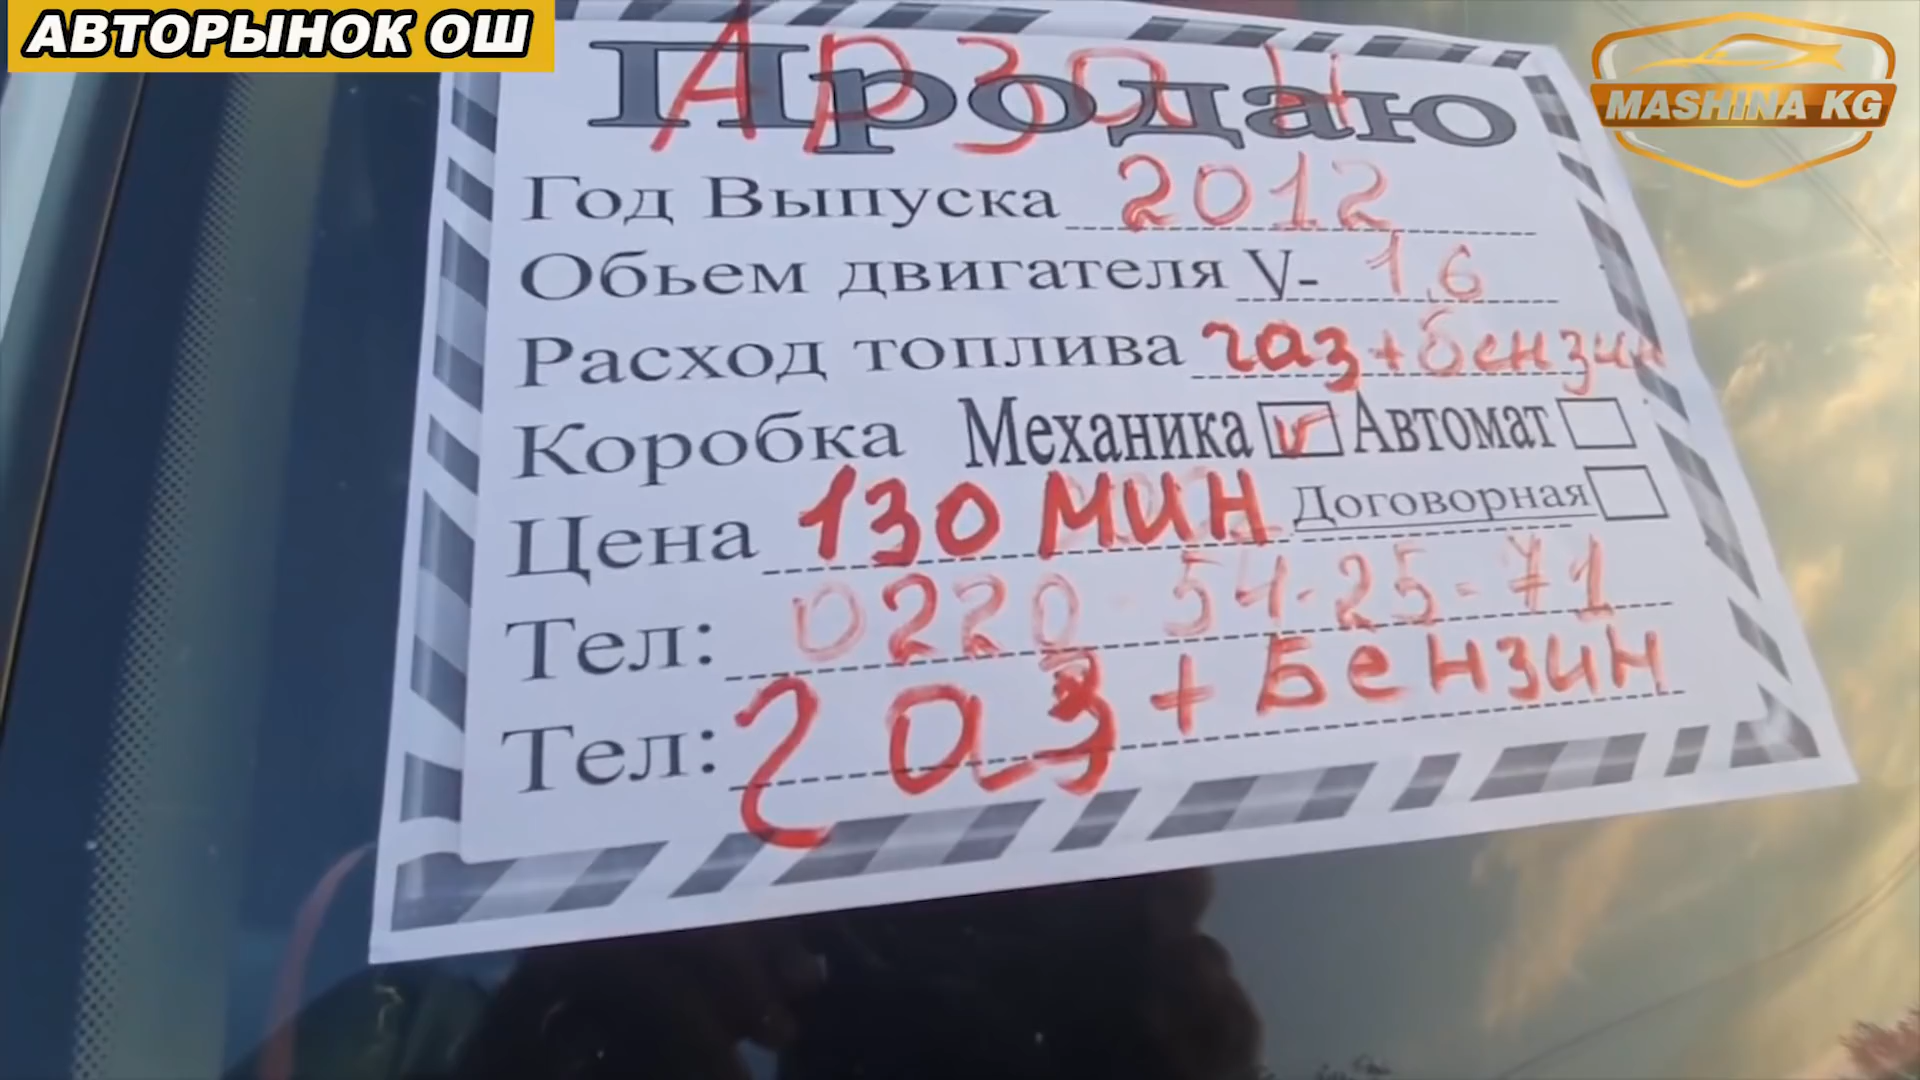 АВТОРЫНОК ОШ
MASHINA KG
АРЗОН
Продаю
Год Выпуска 2012
Обьем двигателя V- 1,6
Расход топлива газ+бензин
Коробка Механика ✓ Автомат
Цена 130 мин Договорная
Тел: 0220-54-25-71
Тел: газ+Бензин